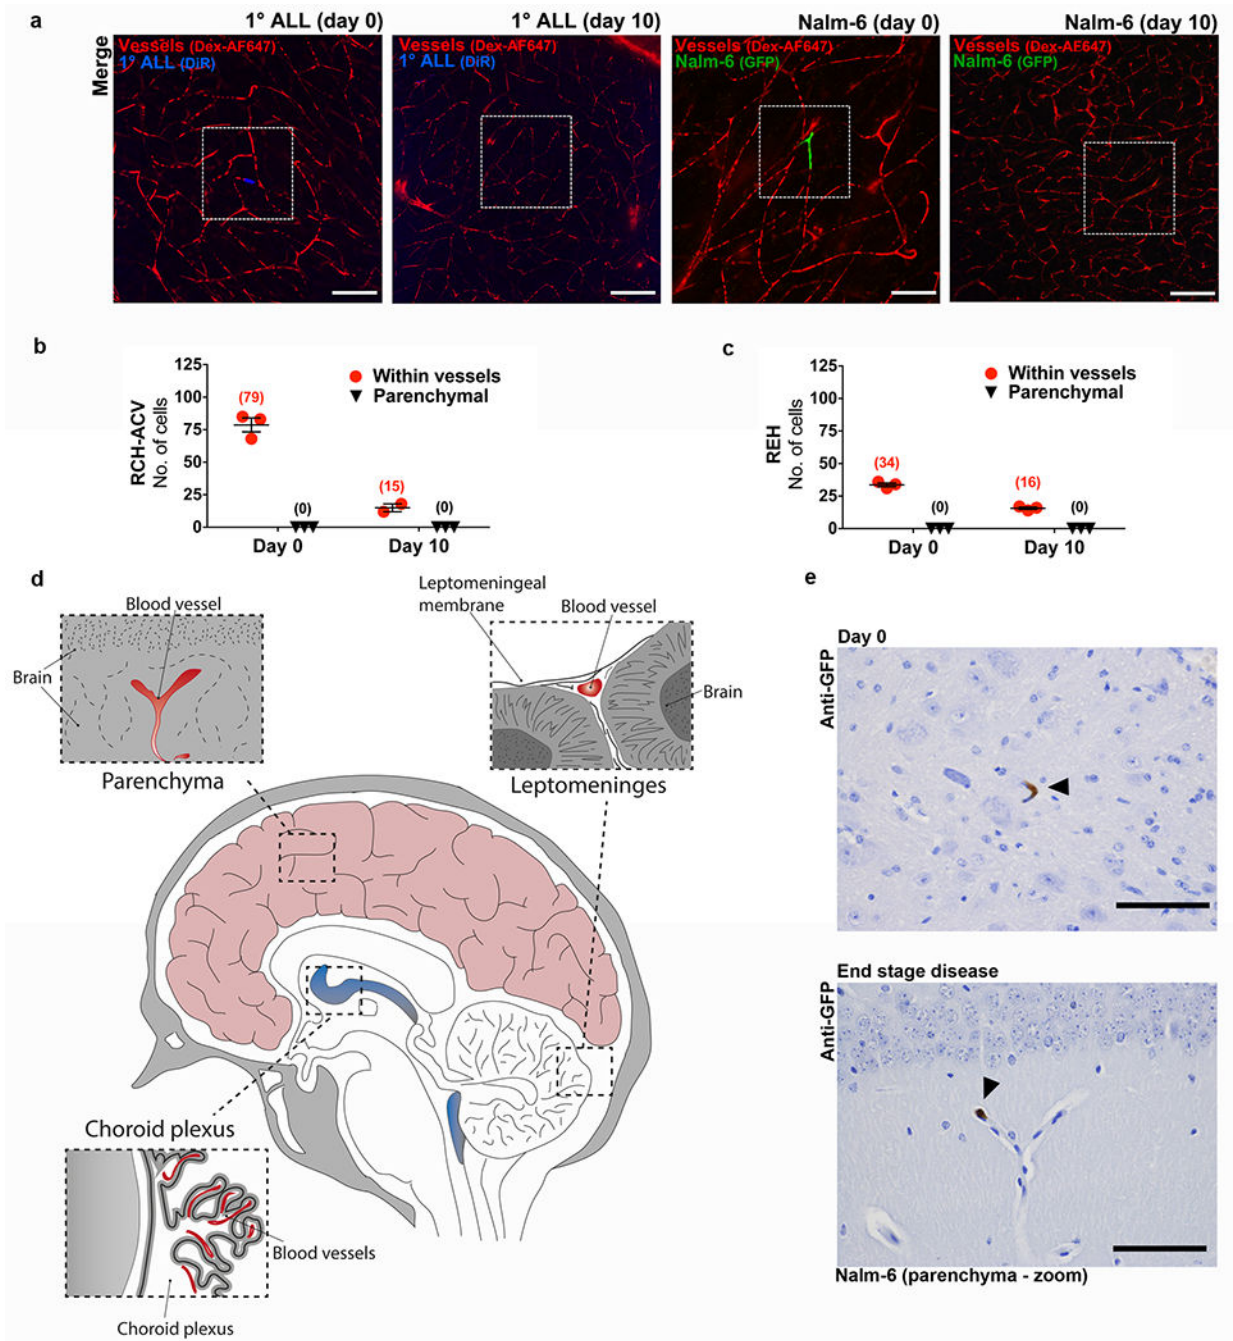 a
1° ALL (day 0)
1° ALL (day 10)
Nalm-6 (day 0)
Nalm-6 (day 10)
Merge
Vessels (Dex-AF647)
1° ALL (DiR)
Vessels (Dex-AF647)
1° ALL (DiR)
Vessels (Dex-AF647)
Nalm-6 (GFP)
Vessels (Dex-AF647)
Nalm-6 (GFP)
b
RCH-ACV
No. of cells
125
100
75
50
25
0
Within vessels
Parenchymal
(79)
(0)
(15)
(0)
Day 0
Day 10
c
REH
No. of cells
125
100
75
50
25
0
Within vessels
Parenchymal
(34)
(0)
(16)
(0)
Day 0
Day 10
d
Blood vessel
Brain
Parenchyma
Leptomeningeal
membrane
Blood vessel
Brain
Leptomeninges
Choroid plexus
Blood vessels
Choroid plexus
e
Day 0
Anti-GFP
End stage disease
Anti-GFP
Nalm-6 (parenchyma - zoom)